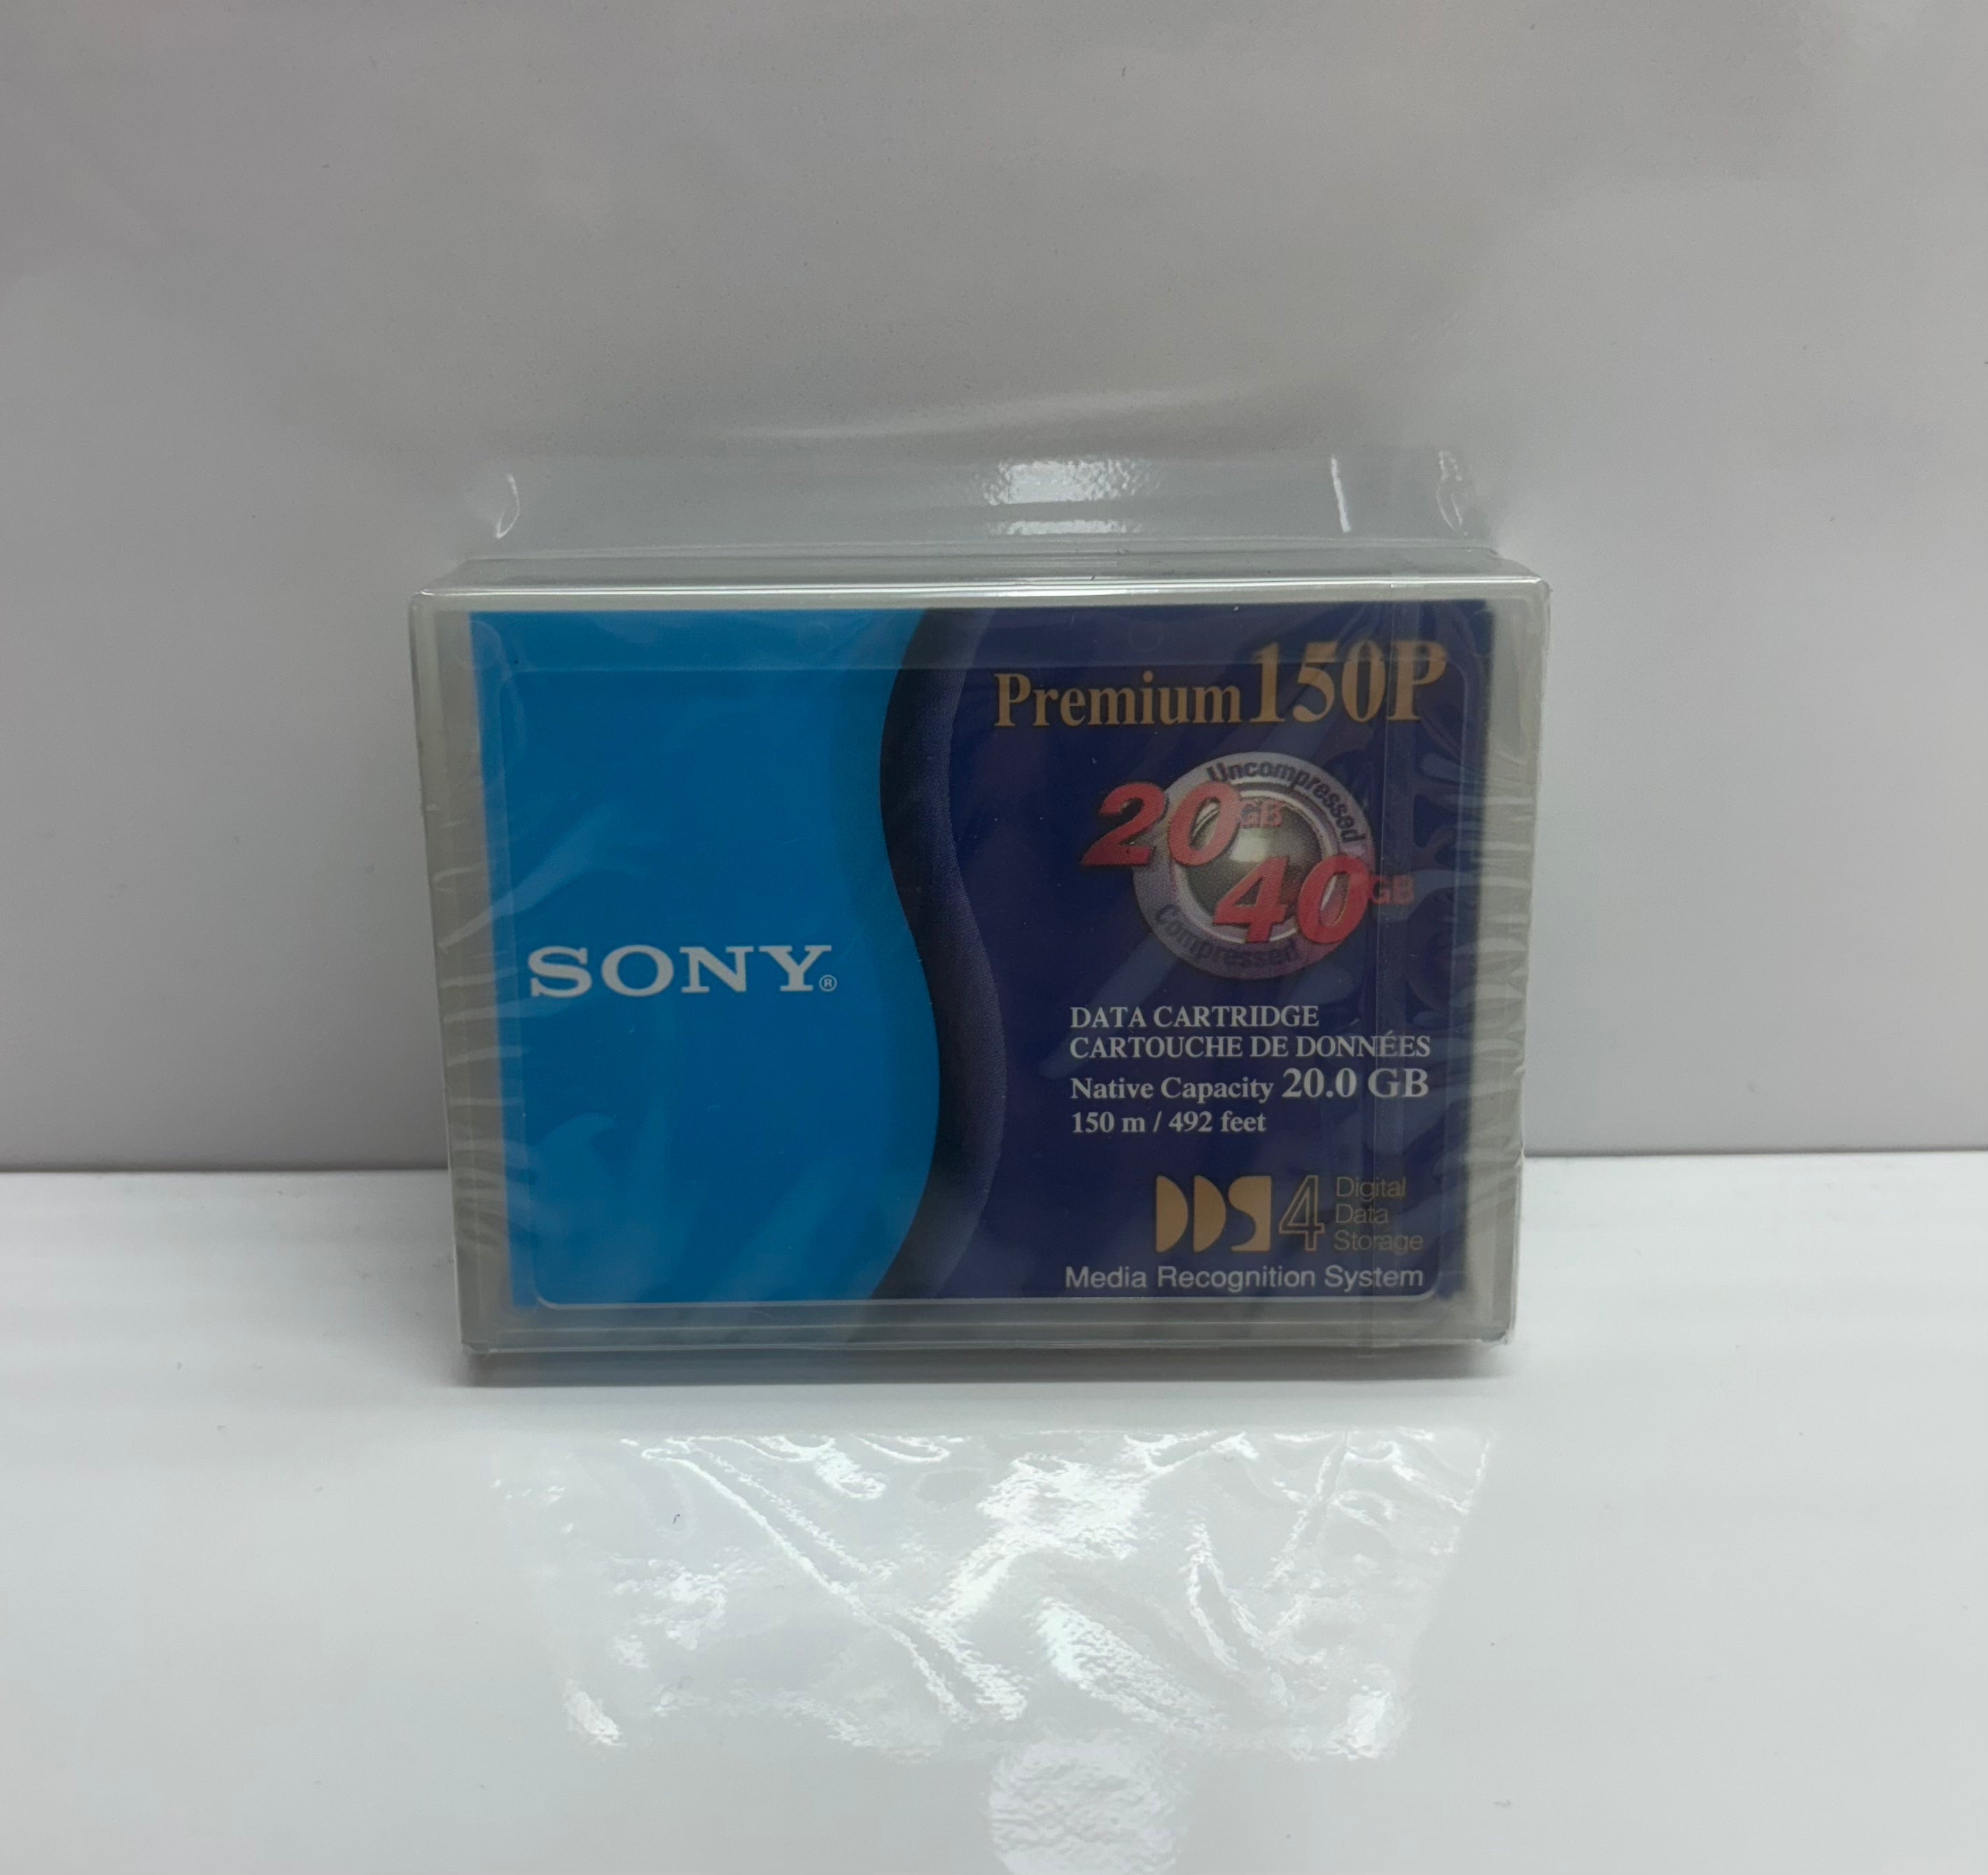 Premium 150P
Uncompressed
20GB
40GB
Compressed
SONY®
DATA CARTRIDGE
CARTOUCHE DE DONNÉES
Native Capacity 20.0 GB
150 m / 492 feet
DDS4 Digital
Data
Storage
Media Recognition System